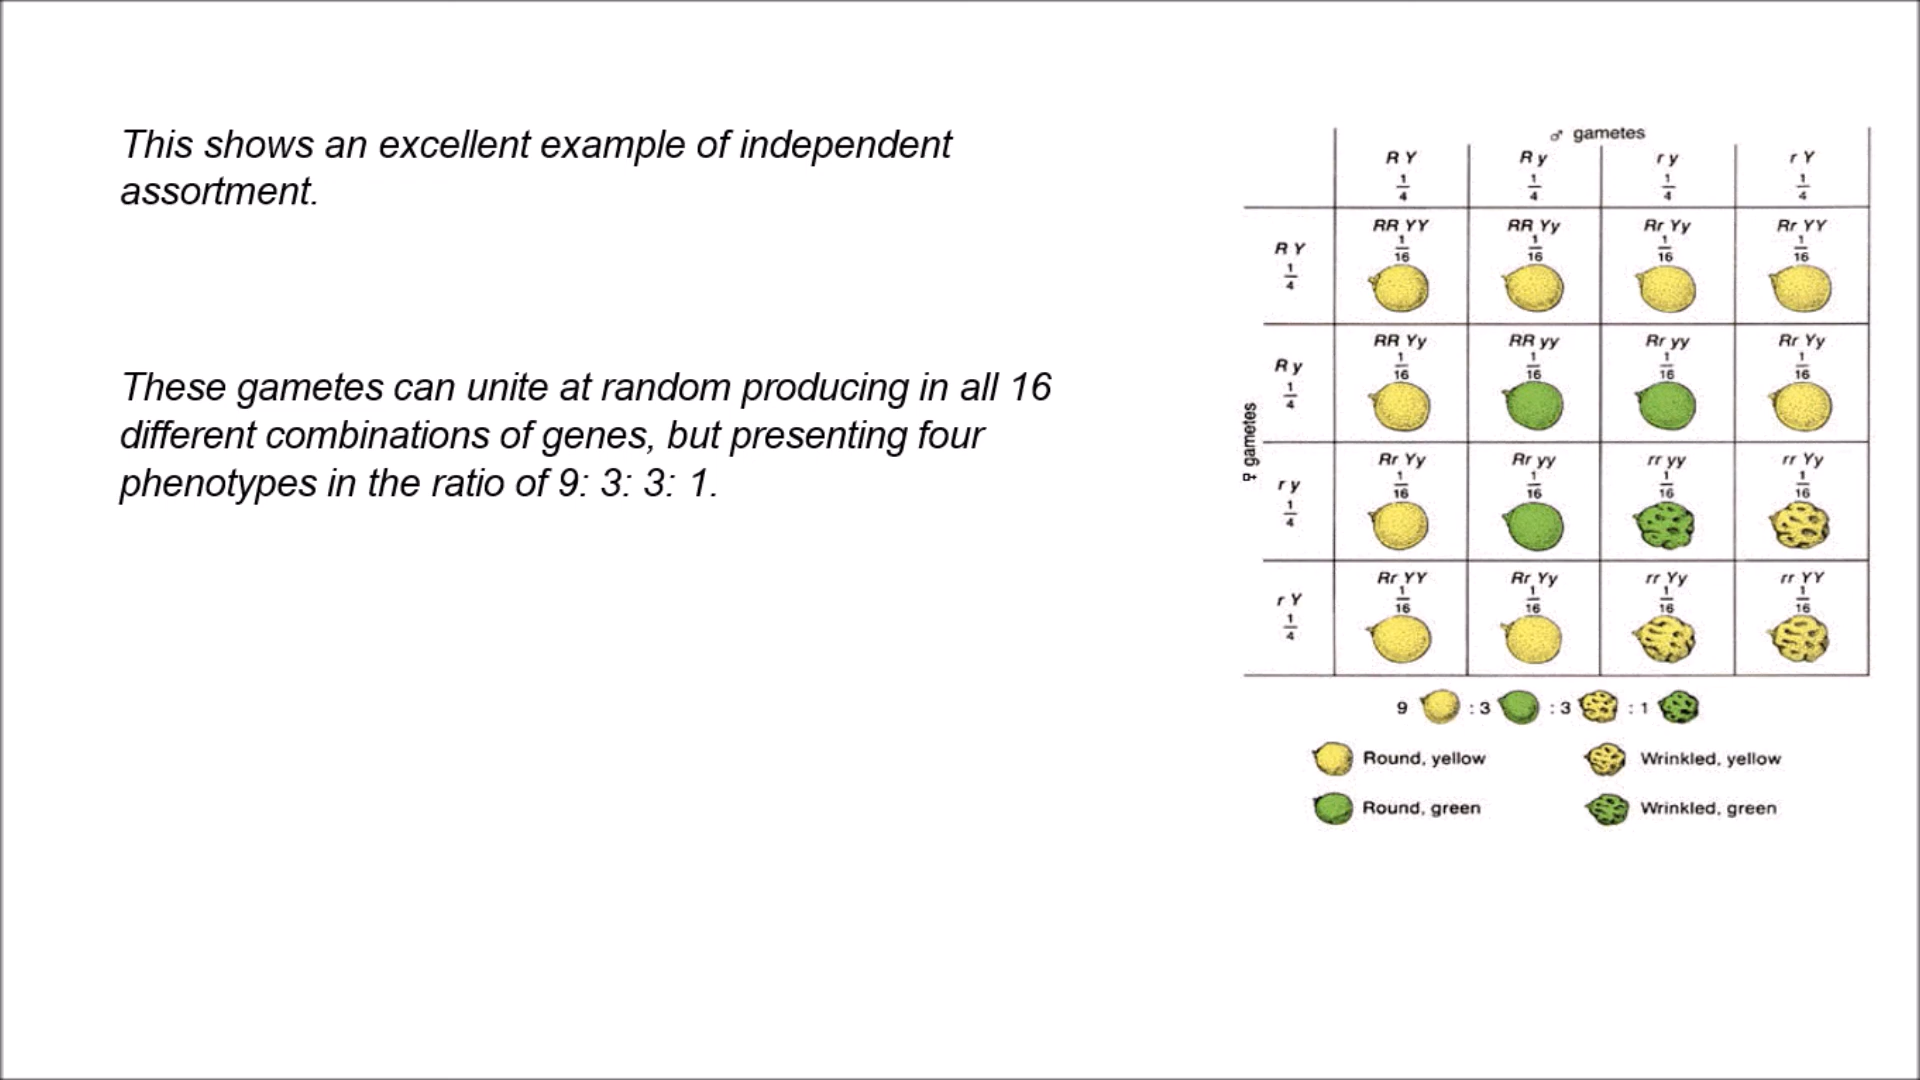 This shows an excellent example of independent
assortment.
These gametes can unite at random producing in all 16
different combinations of genes, but presenting four
phenotypes in the ratio of 9: 3: 3: 1.
♂ gametes
R Y R y r y r Y
1/4 1/4 1/4 1/4
♀ gametes
R Y 1/4
RR YY RR Yy Rr Yy Rr YY
1/16 1/16 1/16 1/16
R y 1/4
RR Yy RR yy Rr yy Rr Yy
1/16 1/16 1/16 1/16
r y 1/4
Rr Yy Rr yy rr yy rr Yy
1/16 1/16 1/16 1/16
r Y 1/4
Rr YY Rr Yy rr Yy rr YY
1/16 1/16 1/16 1/16
9 : 3 : 3 : 1
Round, yellow Wrinkled, yellow
Round, green Wrinkled, green